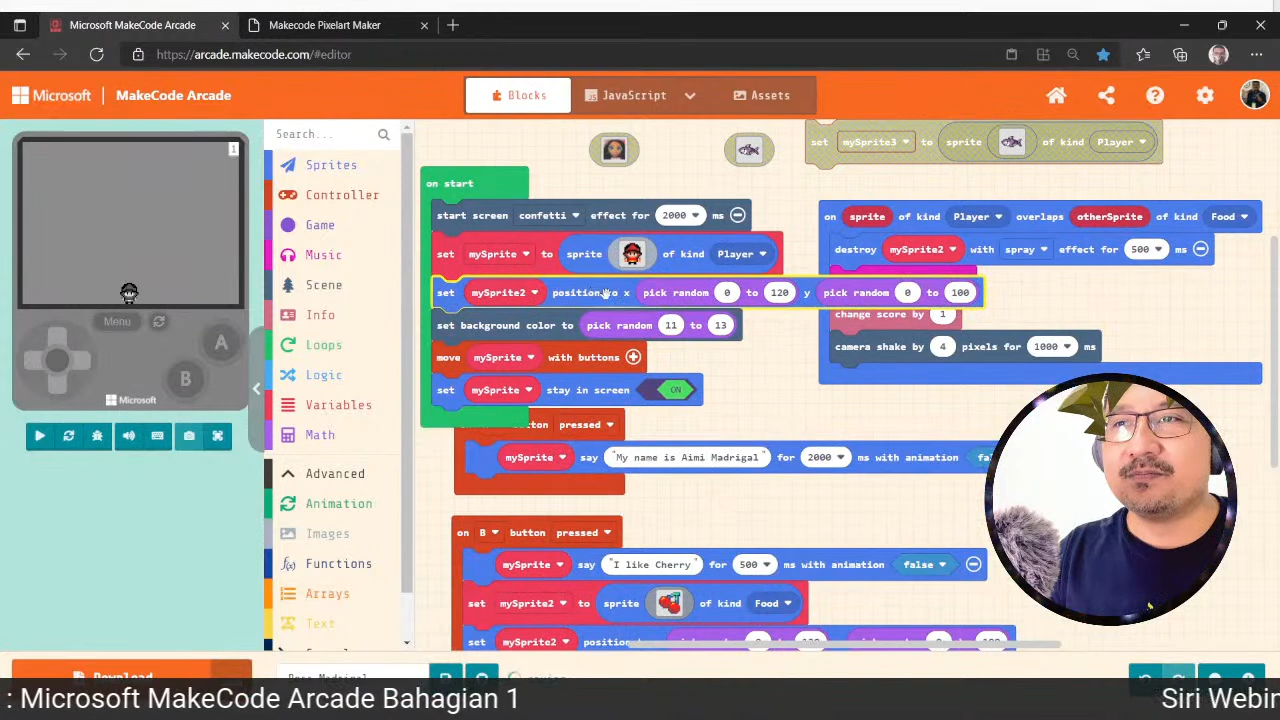 Microsoft MakeCode Arcade
Makecode Pixelart Maker
https://arcade.makecode.com/#editor
Microsoft
MakeCode Arcade
Blocks
JavaScript
Assets
1
Menu
A
B
Microsoft
Search...
Sprites
Controller
Game
Music
Scene
Info
Loops
Logic
Variables
Math
Advanced
Animation
Images
Functions
Arrays
Text
set mySprite3 to sprite of kind Player
on start
start screen confetti effect for 2000 ms
set mySprite to sprite of kind Player
set mySprite2 position to x pick random 0 to 120 y pick random 0 to 100
set background color to pick random 11 to 13
move mySprite with buttons
set mySprite stay in screen ON
on sprite of kind Player overlaps otherSprite of kind Food
destroy mySprite2 with spray effect for 500 ms
change score by 1
camera shake by 4 pixels for 1000 ms
button pressed
mySprite say "My name is Aimi Madrigal" for 2000 ms with animation
on B button pressed
mySprite say "I like Cherry" for 500 ms with animation false
set mySprite2 to sprite of kind Food
set mySprite2
Download
: Microsoft MakeCode Arcade Bahagian 1
Siri Webin